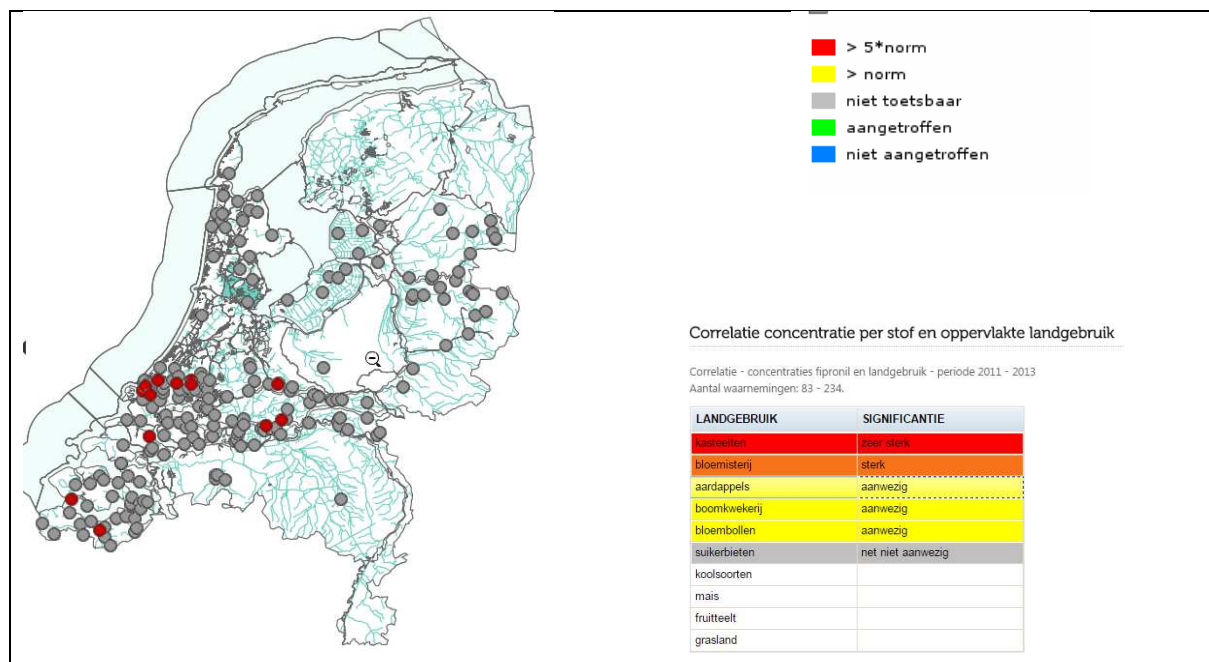 > 5*norm
> norm
niet toetsbaar
aangetroffen
niet aangetroffen
Correlatie concentratie per stof en oppervlakte landgebruik
Correlatie - concentraties fipronil en landgebruik - periode 2011 - 2013
Aantal waarnemingen: 83 - 234.
LANDGEBRUIK SIGNIFICANTIE
kasteelten zeer sterk
bloemisterij sterk
aardappels aanwezig
boomkwekerij aanwezig
bloembollen aanwezig
suikerbieten net niet aanwezig
koolsoorten
mais
fruitteelt
grasland